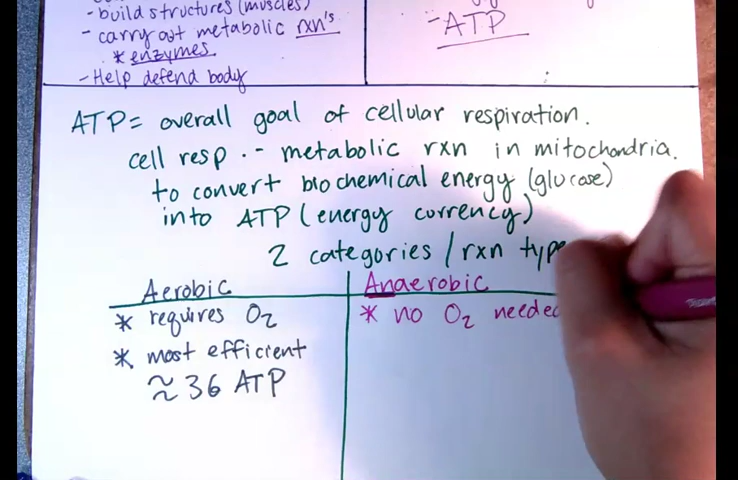 - build structures (muscles)
- carry out metabolic rxn's
* enzymes
- Help defend body
- ATP
ATP = overall goal of cellular respiration.
cell resp. - metabolic rxn in mitochondria.
to convert biochemical energy (glucose)
into ATP (energy currency)
2 categories / rxn type
Aerobic
* requires O2
* most efficient
≈ 36 ATP
Anaerobic
* no O2 needed